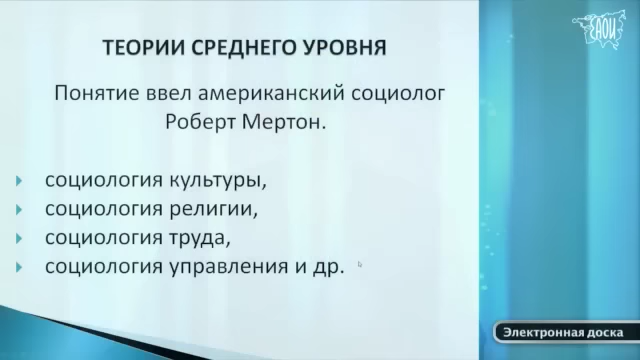 ЕАОИ
ТЕОРИИ СРЕДНЕГО УРОВНЯ
Понятие ввел американский социолог
Роберт Мертон.
социология культуры,
социология религии,
социология труда,
социология управления и др.
Электронная доска